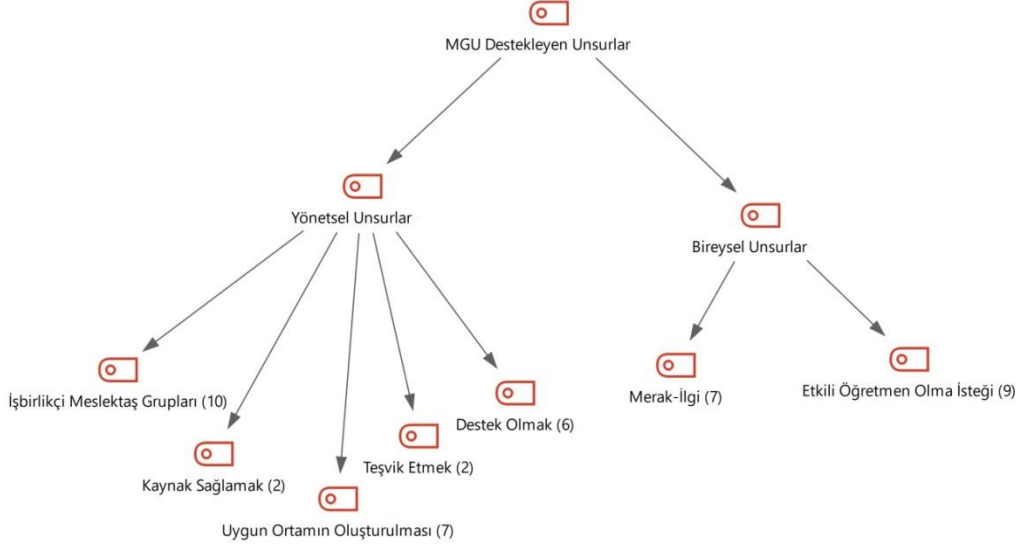 MGU Destekleyen Unsurlar
Yönetsel Unsurlar
Bireysel Unsurlar
İşbirlikçi Meslektaş Grupları (10)
Kaynak Sağlamak (2)
Uygun Ortamın Oluşturulması (7)
Teşvik Etmek (2)
Destek Olmak (6)
Merak-İlgi (7)
Etkili Öğretmen Olma İsteği (9)